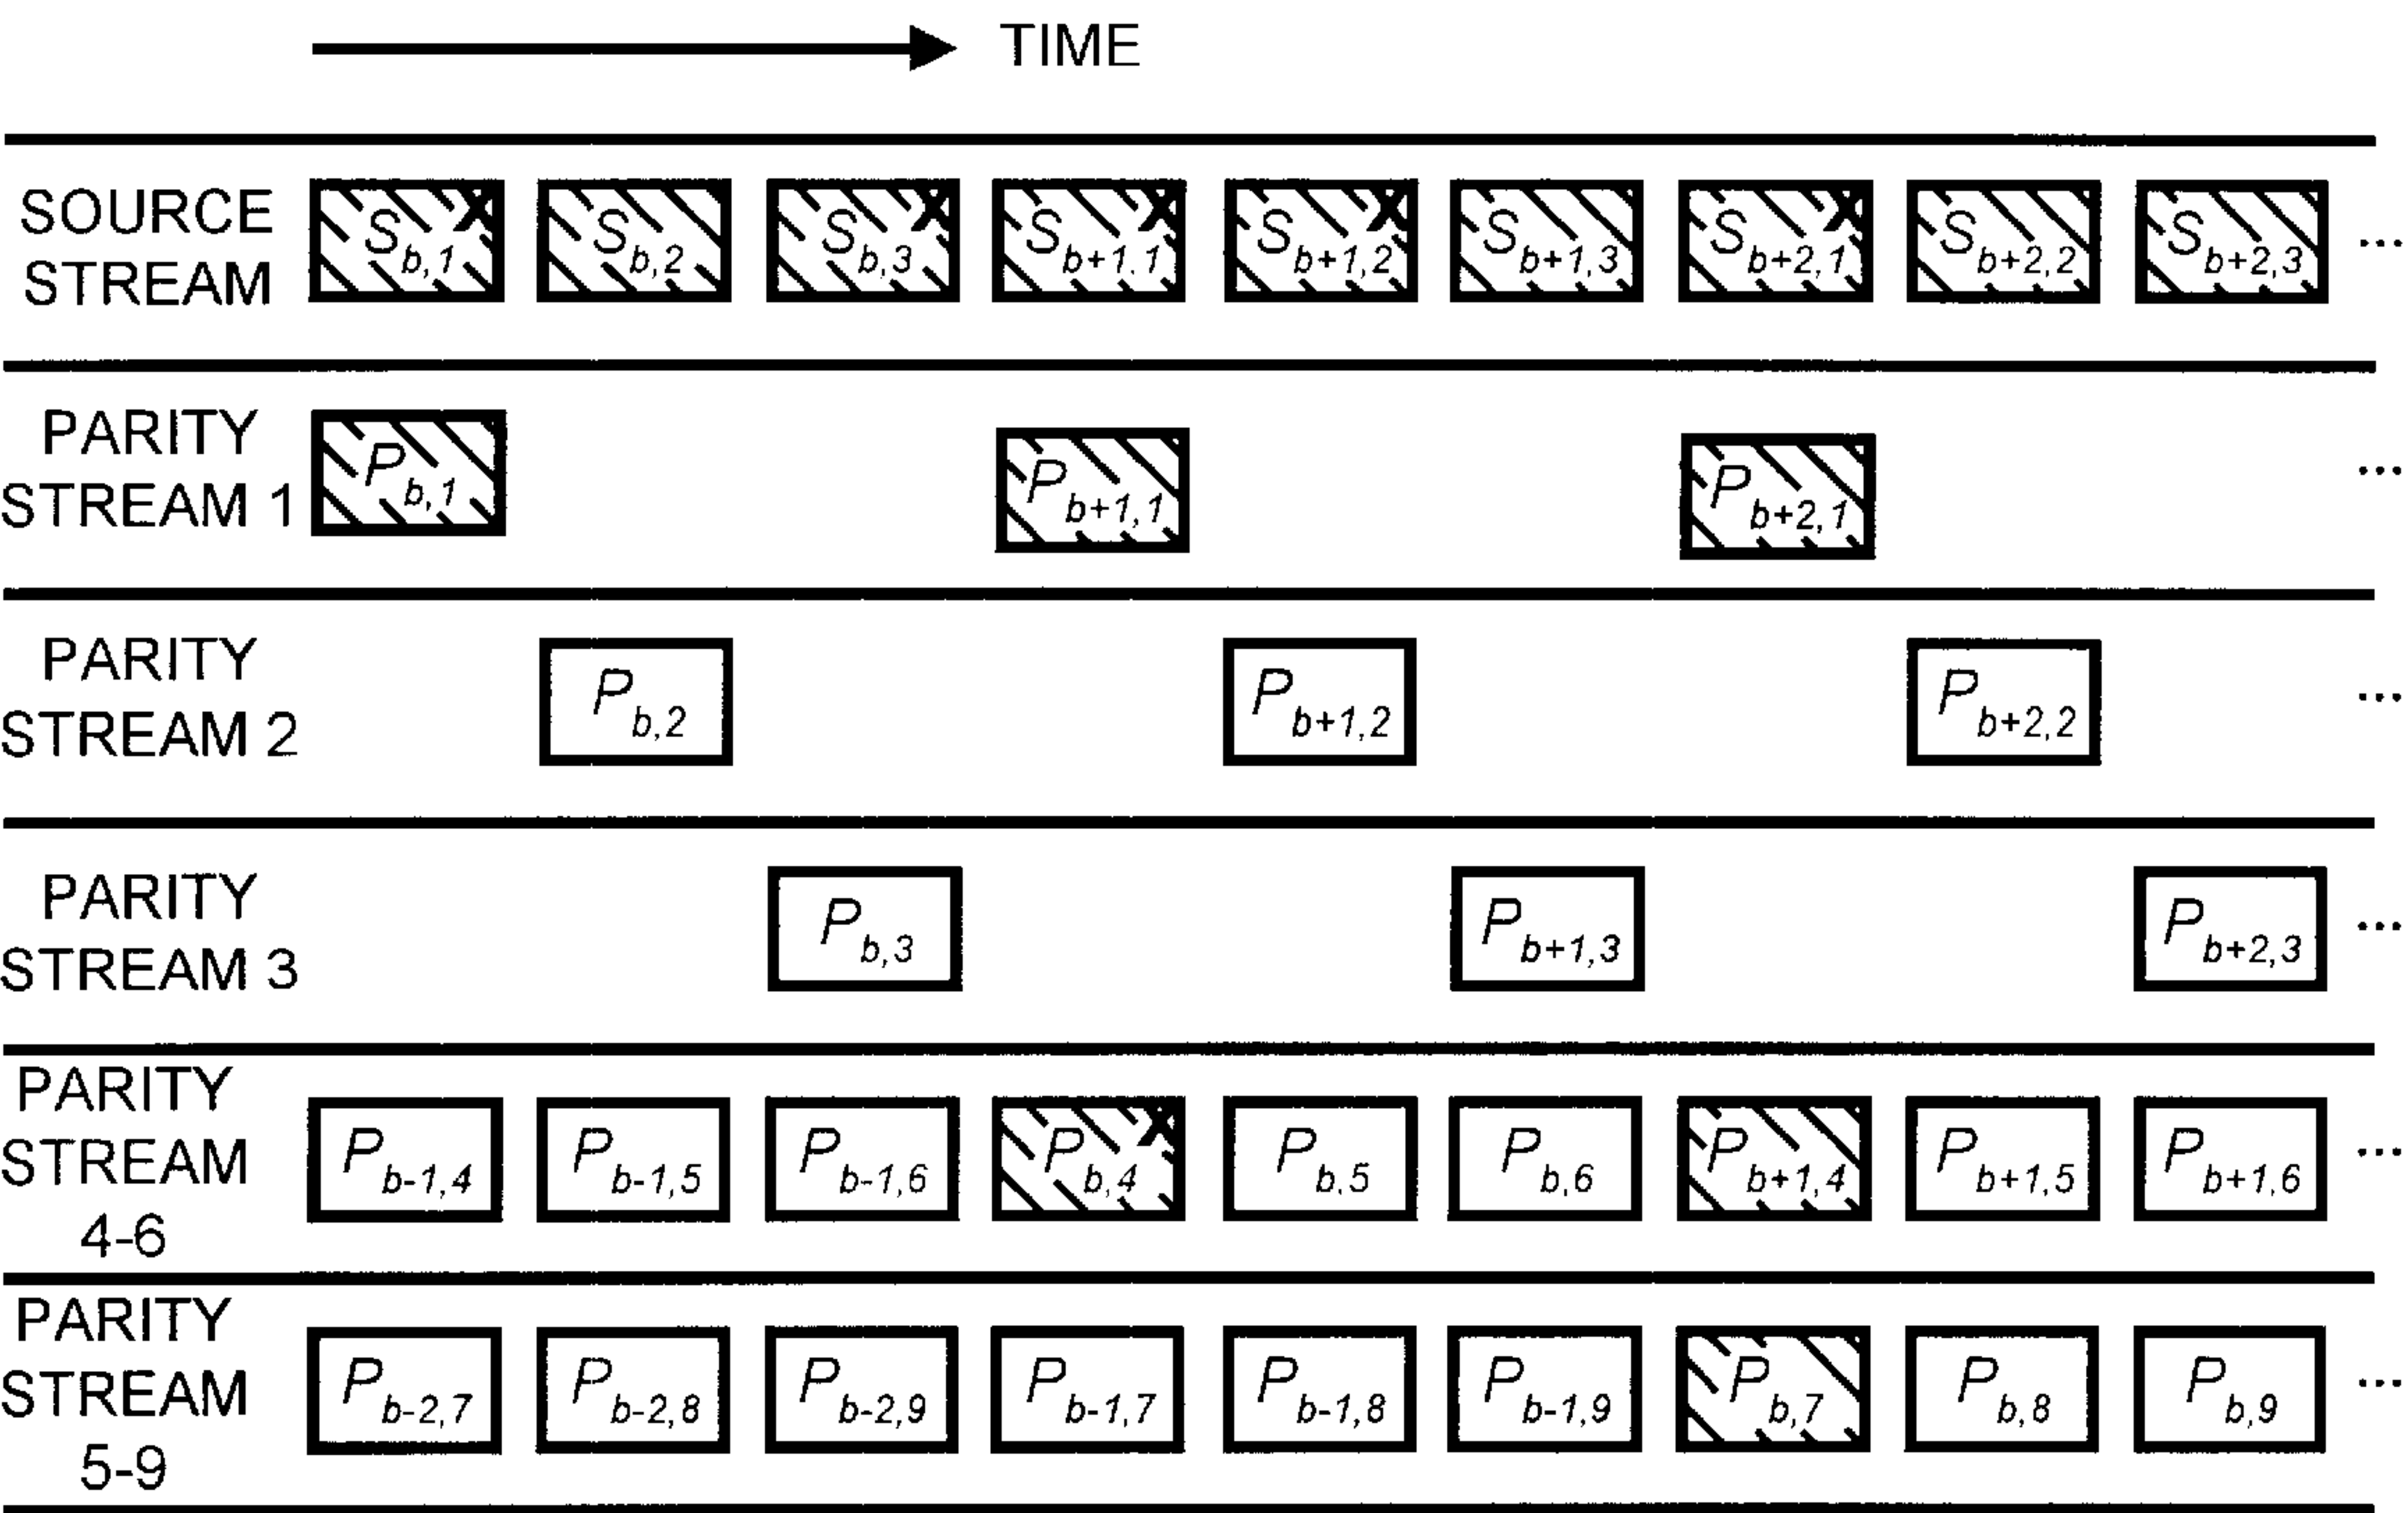 TIME
SOURCE
STREAM
S b,1 X S b,2 S b,3 X S b+1,1 X S b+1,2 X S b+1,3 S b+2,1 X S b+2,2 S b+2,3 ...
PARITY
STREAM 1
P b,1 P b+1,1 P b+2,1 ...
PARITY
STREAM 2
P b,2 P b+1,2 P b+2,2 ...
PARITY
STREAM 3
P b,3 P b+1,3 P b+2,3 ...
PARITY
STREAM
4-6
P b-1,4 P b-1,5 P b-1,6 P b,4 X P b,5 P b,6 P b+1,4 P b+1,5 P b+1,6 ...
PARITY
STREAM
5-9
P b-2,7 P b-2,8 P b-2,9 P b-1,7 P b-1,8 P b-1,9 P b,7 P b,8 P b,9 ...